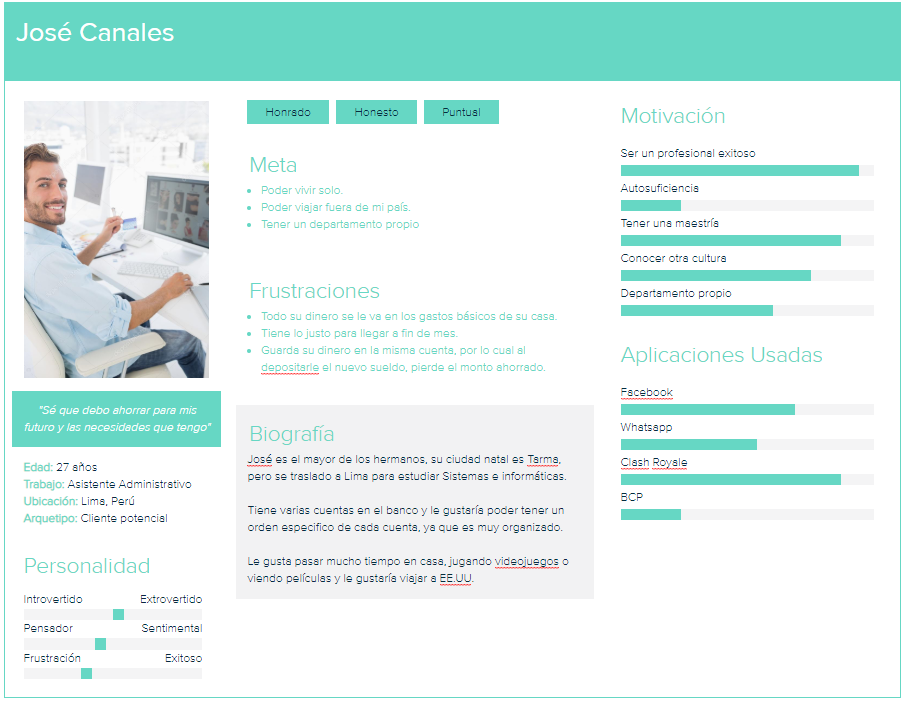 José Canales
"Sé que debo ahorrar para mis
futuro y las necesidades que tengo"
Edad: 27 años
Trabajo: Asistente Administrativo
Ubicación: Lima, Perú
Arquetipo: Cliente potencial
Personalidad
Introvertido Extrovertido
Pensador Sentimental
Frustración Exitoso
Honrado Honesto Puntual
Meta
Poder vivir solo.
Poder viajar fuera de mi país.
Tener un departamento propio
Frustraciones
Todo su dinero se le va en los gastos básicos de su casa.
Tiene lo justo para llegar a fin de mes.
Guarda su dinero en la misma cuenta, por lo cual al
depositarle el nuevo sueldo, pierde el monto ahorrado.
Biografía
José es el mayor de los hermanos, su ciudad natal es Tarma,
pero se traslado a Lima para estudiar Sistemas e informáticas.
Tiene varias cuentas en el banco y le gustaría poder tener un
orden especifico de cada cuenta, ya que es muy organizado.
Le gusta pasar mucho tiempo en casa, jugando videojuegos o
viendo películas y le gustaría viajar a EE.UU.
Motivación
Ser un profesional exitoso
Autosuficiencia
Tener una maestría
Conocer otra cultura
Departamento propio
Aplicaciones Usadas
Facebook
Whatsapp
Clash Royale
BCP